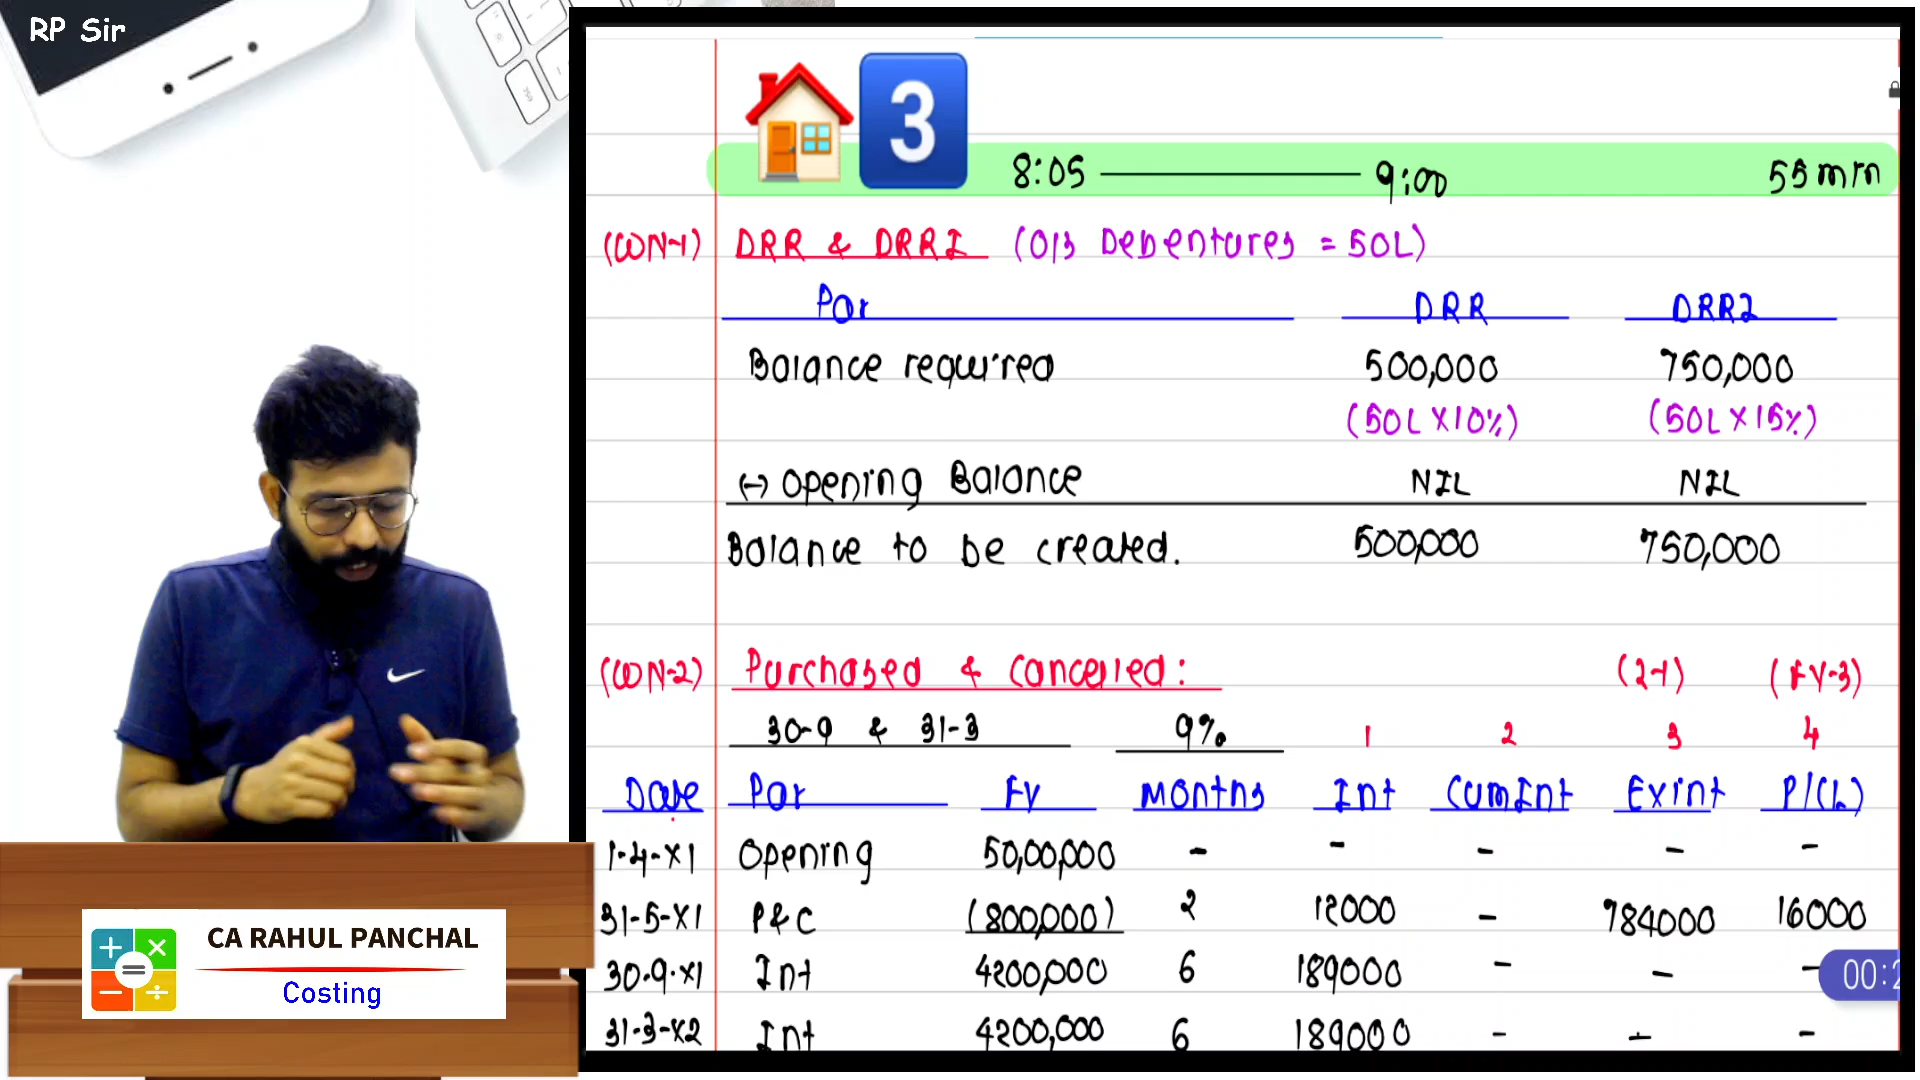 RP Sir
3
8:05 — 9:00 55 min
(WN-1) DRR & DRRI (O/s Debentures = 50L)
Par DRR DRRI
Balance required 500,000 750,000
(50L X 10%) (50L X 15%)
(-) Opening Balance NIL NIL
Balance to be created. 500,000 750,000
(WN-2) Purchased & Cancelled: (2-1) (FV-3)
30-9 & 31-3 9% 1 2 3 4
Date Par FV Months Int CumInt ExInt P/(L)
1-4-X1 Opening 50,00,000 - - - - -
31-5-X1 P&C (800,000) 2 12000 - 784000 16000
30-9-X1 Int 4200,000 6 189000 - - -
31-3-X2 Int 4200,000 6 189000 - - -
CA RAHUL PANCHAL
Costing